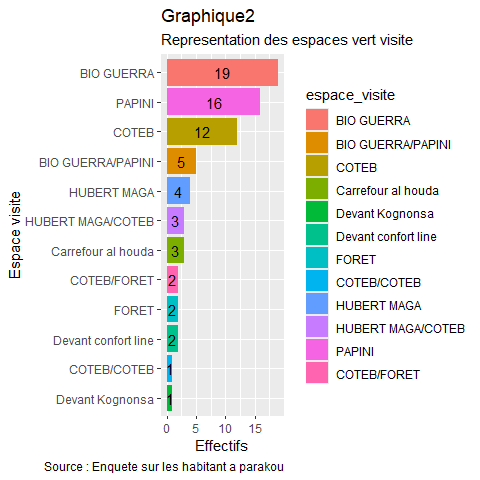 Graphique2
Representation des espaces vert visite
Espace visite
BIO GUERRA 19
PAPINI 16
COTEB 12
BIO GUERRA/PAPINI 5
HUBERT MAGA 4
HUBERT MAGA/COTEB 3
Carrefour al houda 3
COTEB/FORET 2
FORET 2
Devant confort line 2
COTEB/COTEB 1
Devant Kognonsa 1
0 5 10 15
Effectifs
espace_visite
BIO GUERRA
BIO GUERRA/PAPINI
COTEB
Carrefour al houda
Devant Kognonsa
Devant confort line
FORET
COTEB/COTEB
HUBERT MAGA
HUBERT MAGA/COTEB
PAPINI
COTEB/FORET
Source : Enquete sur les habitant a parakou